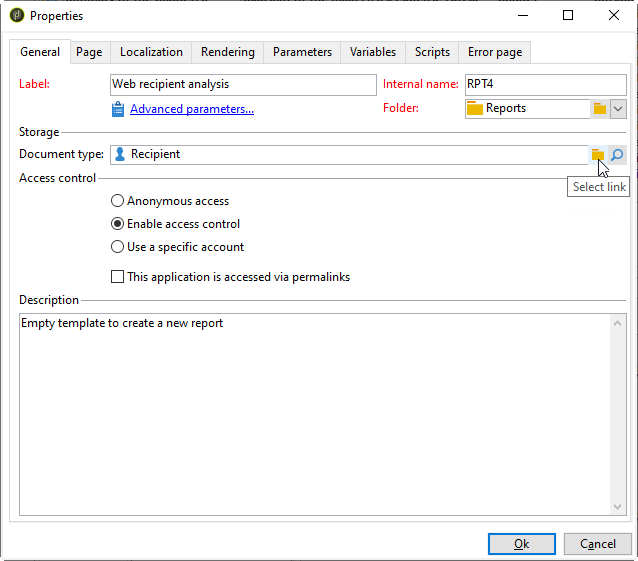 Properties
General Page Localization Rendering Parameters Variables Scripts Error page
Label: Web recipient analysis Internal name: RPT4
Advanced parameters... Folder: Reports
Storage
Document type: Recipient
Select link
Access control
Anonymous access
Enable access control
Use a specific account
This application is accessed via permalinks
Description
Empty template to create a new report
Ok Cancel